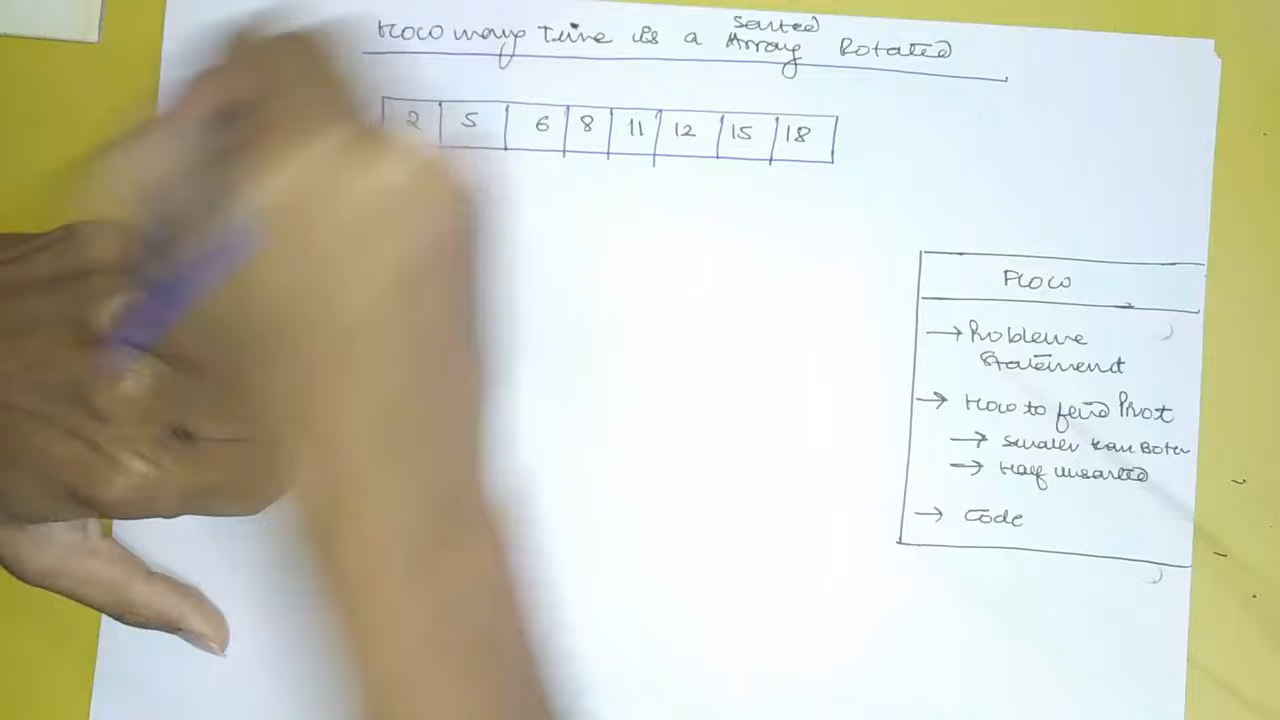 How many Time is a Sorted Array Rotated
2 5 6 8 11 12 15 18
Flow
→ Probleme
Statement
→ How to find Pivot
→ Smaller than Both
→ Half unsorted
→ Code